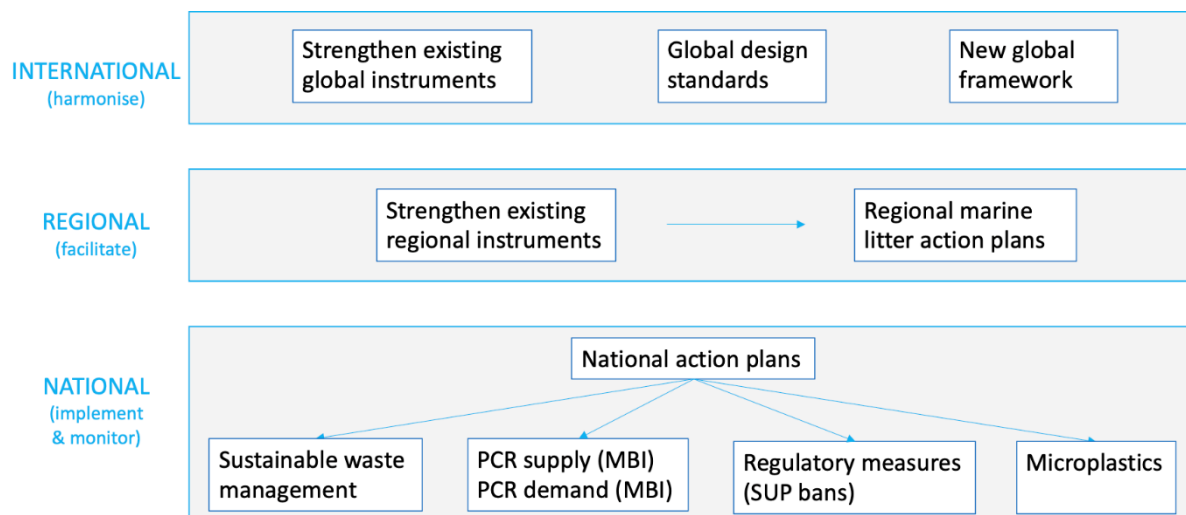 INTERNATIONAL
(harmonise)
Strengthen existing
global instruments
Global design
standards
New global
framework
REGIONAL
(facilitate)
Strengthen existing
regional instruments
Regional marine
litter action plans
NATIONAL
(implement
& monitor)
National action plans
Sustainable waste
management
PCR supply (MBI)
PCR demand (MBI)
Regulatory measures
(SUP bans)
Microplastics